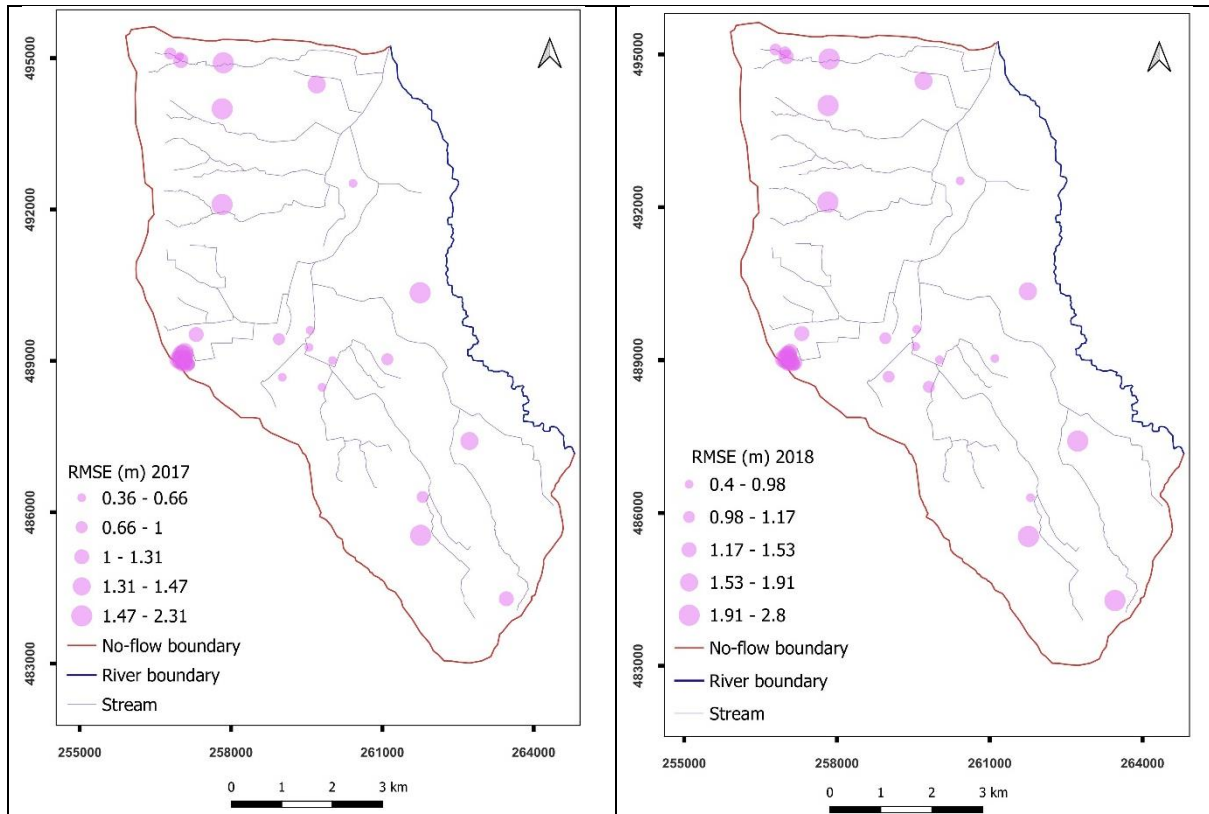 495000
492000
489000
486000
483000
RMSE (m) 2017
0.36 - 0.66
0.66 - 1
1 - 1.31
1.31 - 1.47
1.47 - 2.31
No-flow boundary
River boundary
Stream
255000 258000 261000 264000
0 1 2 3 km
495000
492000
489000
486000
483000
RMSE (m) 2018
0.4 - 0.98
0.98 - 1.17
1.17 - 1.53
1.53 - 1.91
1.91 - 2.8
No-flow boundary
River boundary
Stream
255000 258000 261000 264000
0 1 2 3 km